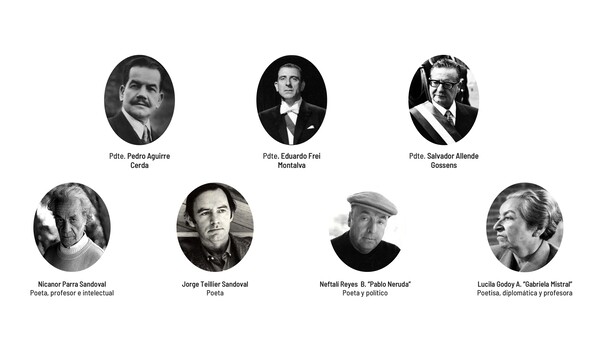 Pdte. Pedro Aguirre
Cerda
Pdte. Eduardo Frei
Montalva
Pdte. Salvador Allende
Gossens
Nicanor Parra Sandoval
Poeta, profesor e intelectual
Jorge Teillier Sandoval
Poeta
Neftalí Reyes B. "Pablo Neruda"
Poeta y político
Lucila Godoy A. "Gabriela Mistral"
Poetisa, diplomática y profesora